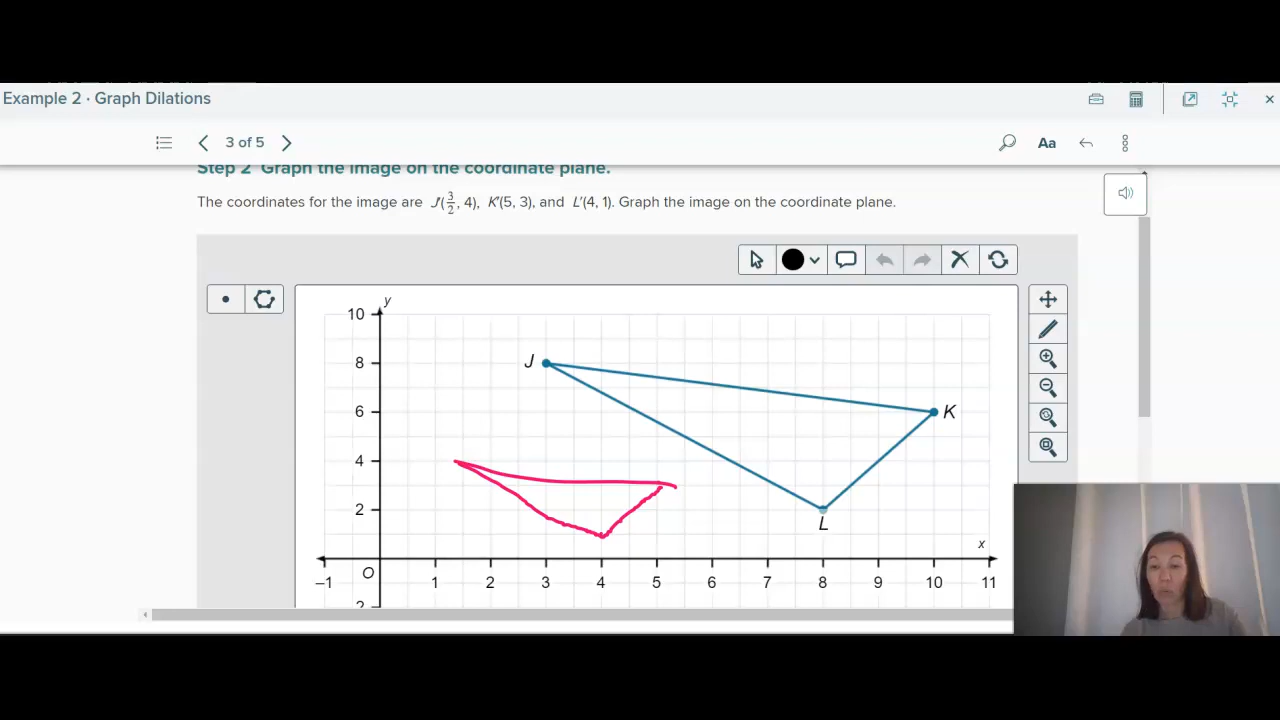 Example 2 · Graph Dilations
3 of 5
Aa
Step 2 Graph the image on the coordinate plane.
The coordinates for the image are J′(3/2, 4), K′(5, 3), and L′(4, 1). Graph the image on the coordinate plane.
y
10
8
6
4
2
J
K
L
x
O
−1 1 2 3 4 5 6 7 8 9 10 11